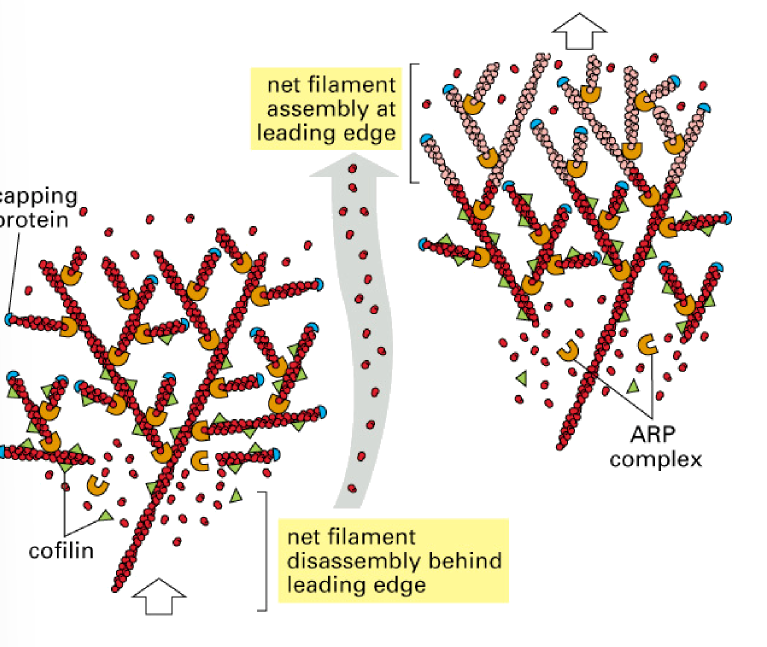 net filament
assembly at
leading edge
capping
protein
ARP
complex
cofilin
net filament
disassembly behind
leading edge